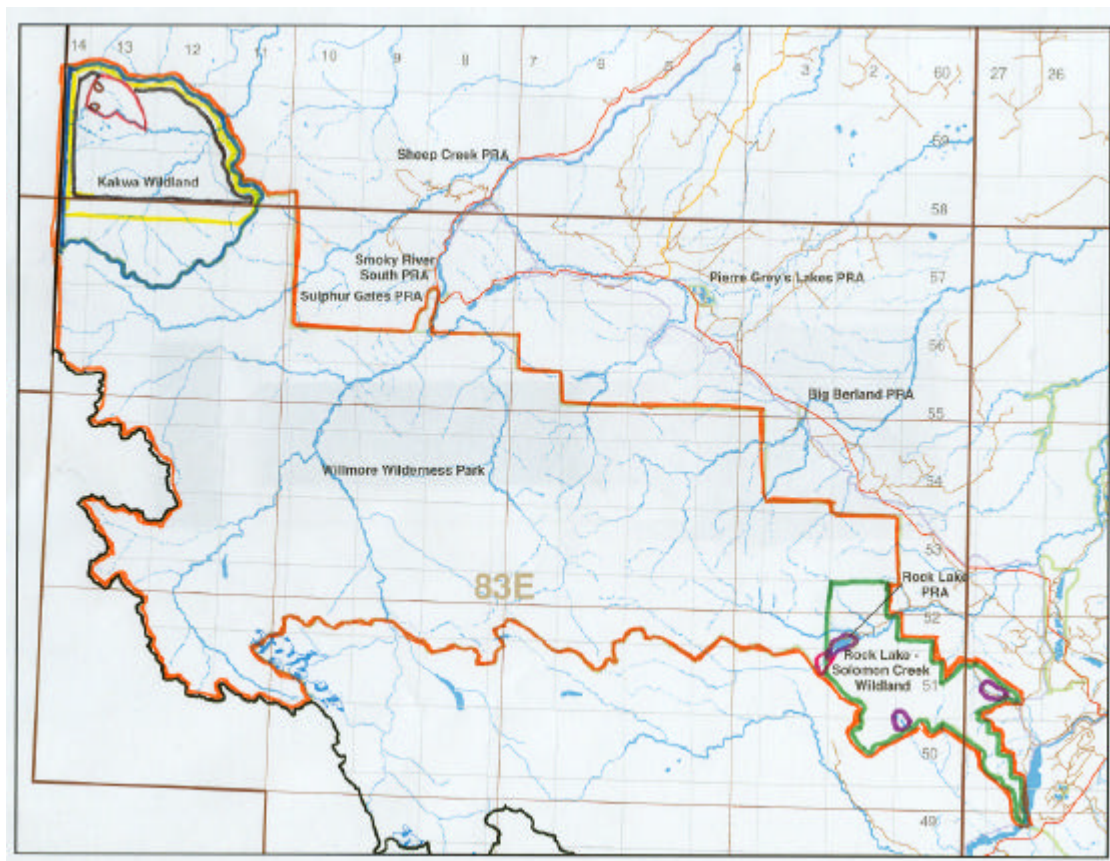 14 13 12 11 10 9 8 7 6 5 4 3 2 60 27 26
59
Sheep Creek PRA
Kakwa Wildland
58
Smoky River
South PRA
57
Pierre Grey's Lakes PRA
Sulphur Gates PRA
56
Big Berland PRA
55
Willmore Wilderness Park
54
53
83E
Rock Lake
PRA
52
Rock Lake -
Solomon Creek
Wildland
51
50
49